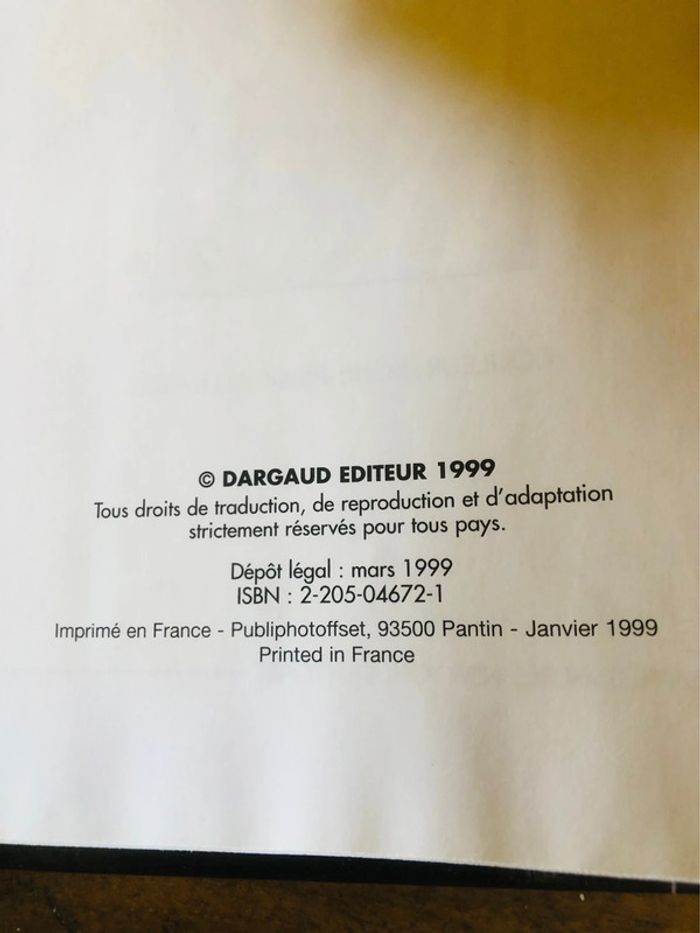 © DARGAUD EDITEUR 1999
Tous droits de traduction, de reproduction et d'adaptation
strictement réservés pour tous pays.
Dépôt légal : mars 1999
ISBN : 2-205-04672-1
Imprimé en France - Publiphotoffset, 93500 Pantin - Janvier 1999
Printed in France